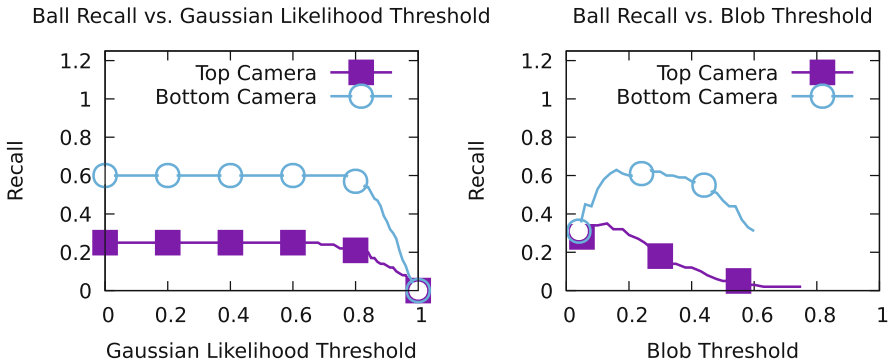 Ball Recall vs. Gaussian Likelihood Threshold
1.2
1
0.8
0.6
0.4
0.2
0
Recall
Top Camera
Bottom Camera
0 0.2 0.4 0.6 0.8 1
Gaussian Likelihood Threshold
Ball Recall vs. Blob Threshold
1.2
1
0.8
0.6
0.4
0.2
0
Recall
Top Camera
Bottom Camera
0 0.2 0.4 0.6 0.8 1
Blob Threshold